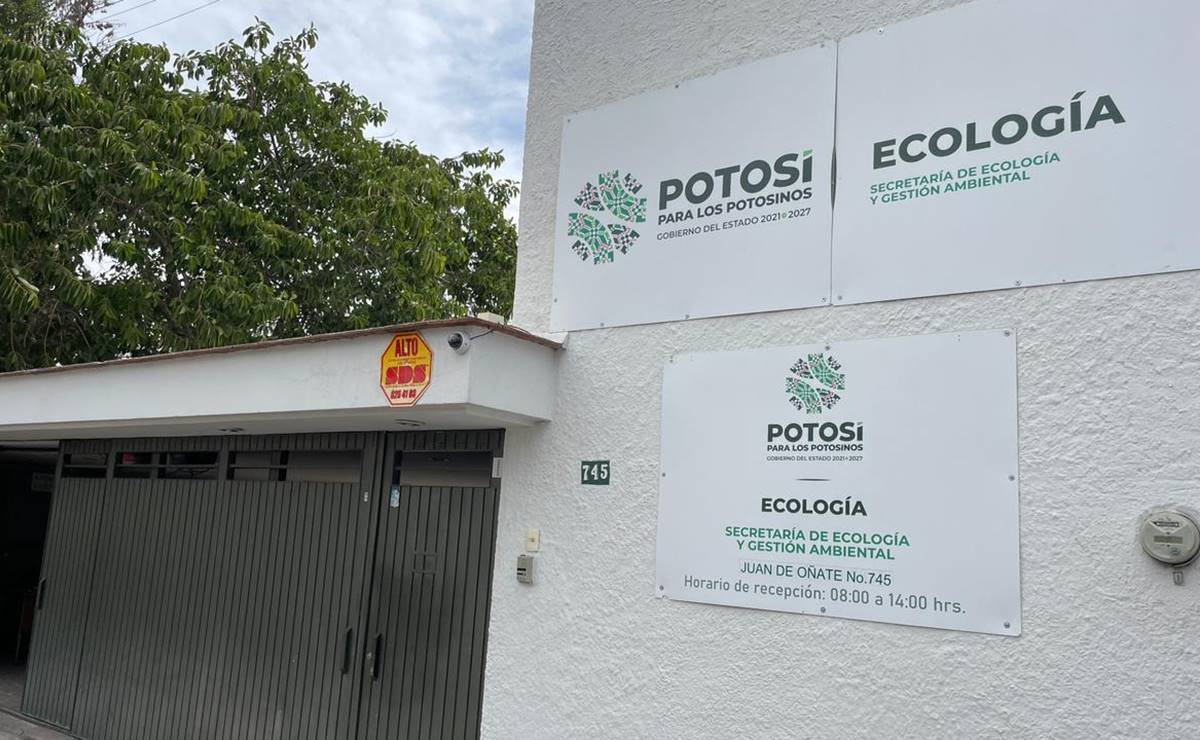 POTOSÍ
PARA LOS POTOSINOS
GOBIERNO DEL ESTADO 2021 2027
ECOLOGÍA
SECRETARÍA DE ECOLOGÍA
Y GESTIÓN AMBIENTAL
ALTO
SDS
745
POTOSÍ
PARA LOS POTOSINOS
GOBIERNO DEL ESTADO 2021 2027
ECOLOGÍA
SECRETARÍA DE ECOLOGÍA
Y GESTIÓN AMBIENTAL
JUAN DE OÑATE No.745
Horario de recepción: 08:00 a 14:00 hrs.